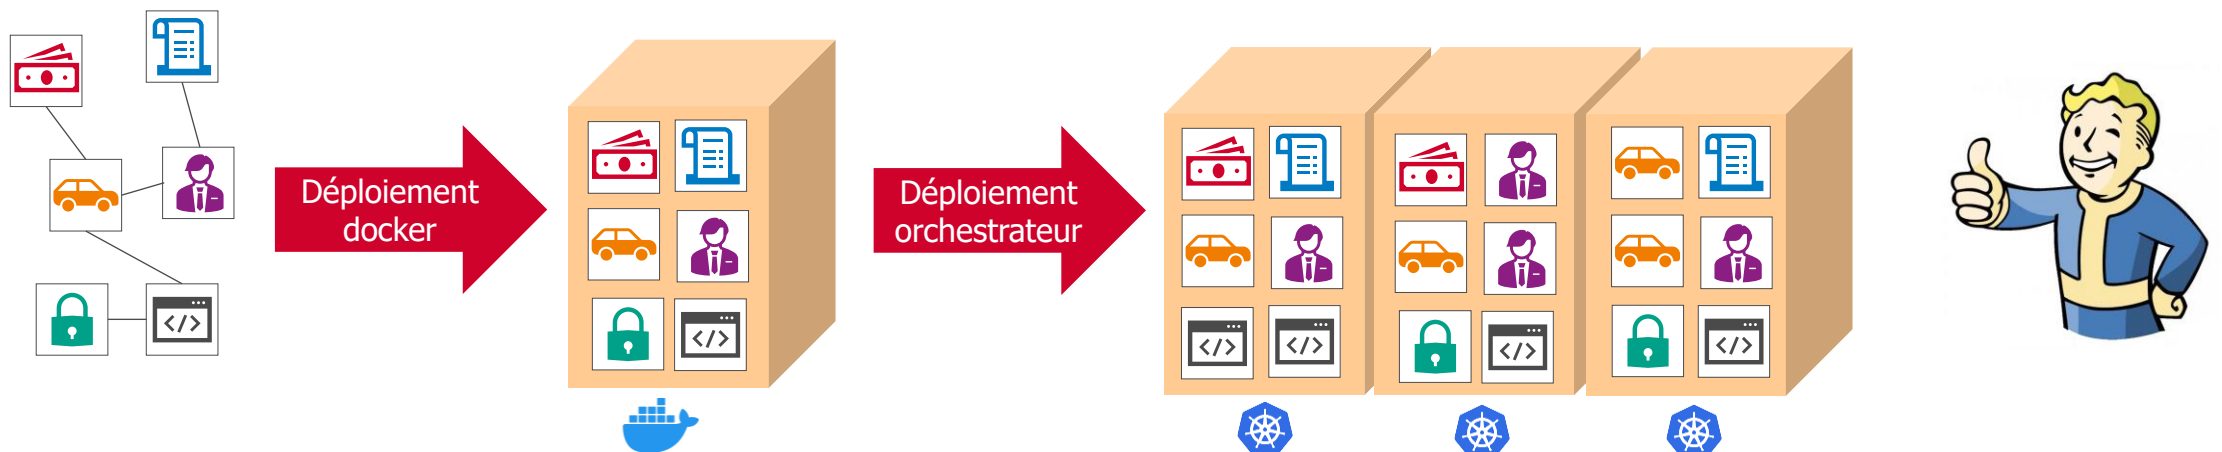 Déploiement
docker
Déploiement
orchestrateur
</>
</>
</>
</>
</>
</>